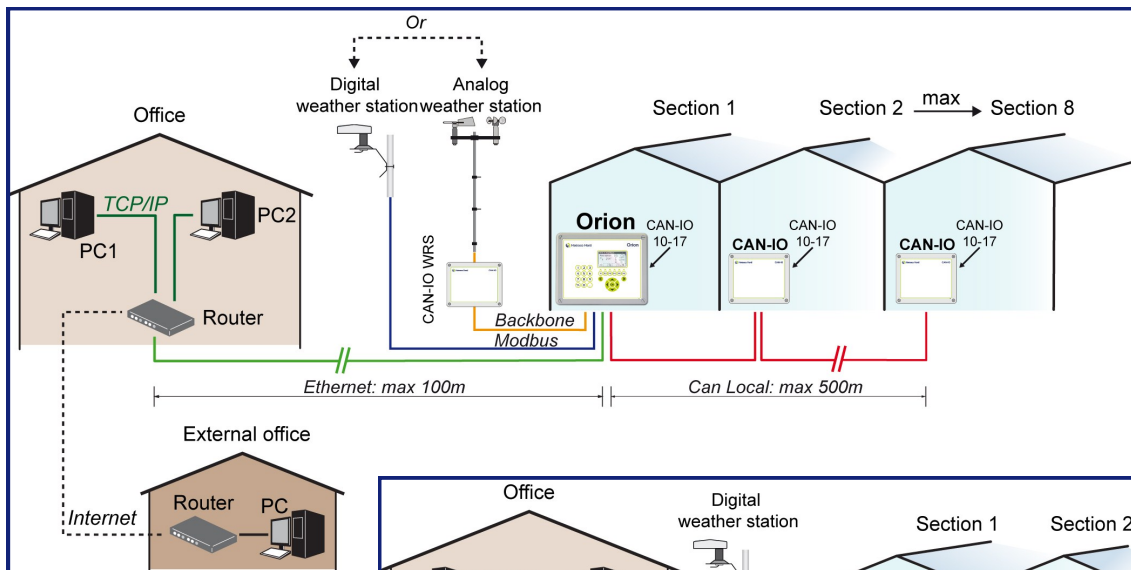 Or
Digital
weather station
Analog
weather station
Section 1
Section 2
max
Section 8
Office
TCP/IP
PC1
PC2
Router
CAN-IO WRS
Orion
CAN-IO
10-17
CAN-IO
CAN-IO
10-17
CAN-IO
CAN-IO
10-17
Orion
Backbone
Modbus
Ethernet: max 100m
Can Local: max 500m
External office
Router
PC
Internet
Office
Digital
weather station
Section 1
Section 2